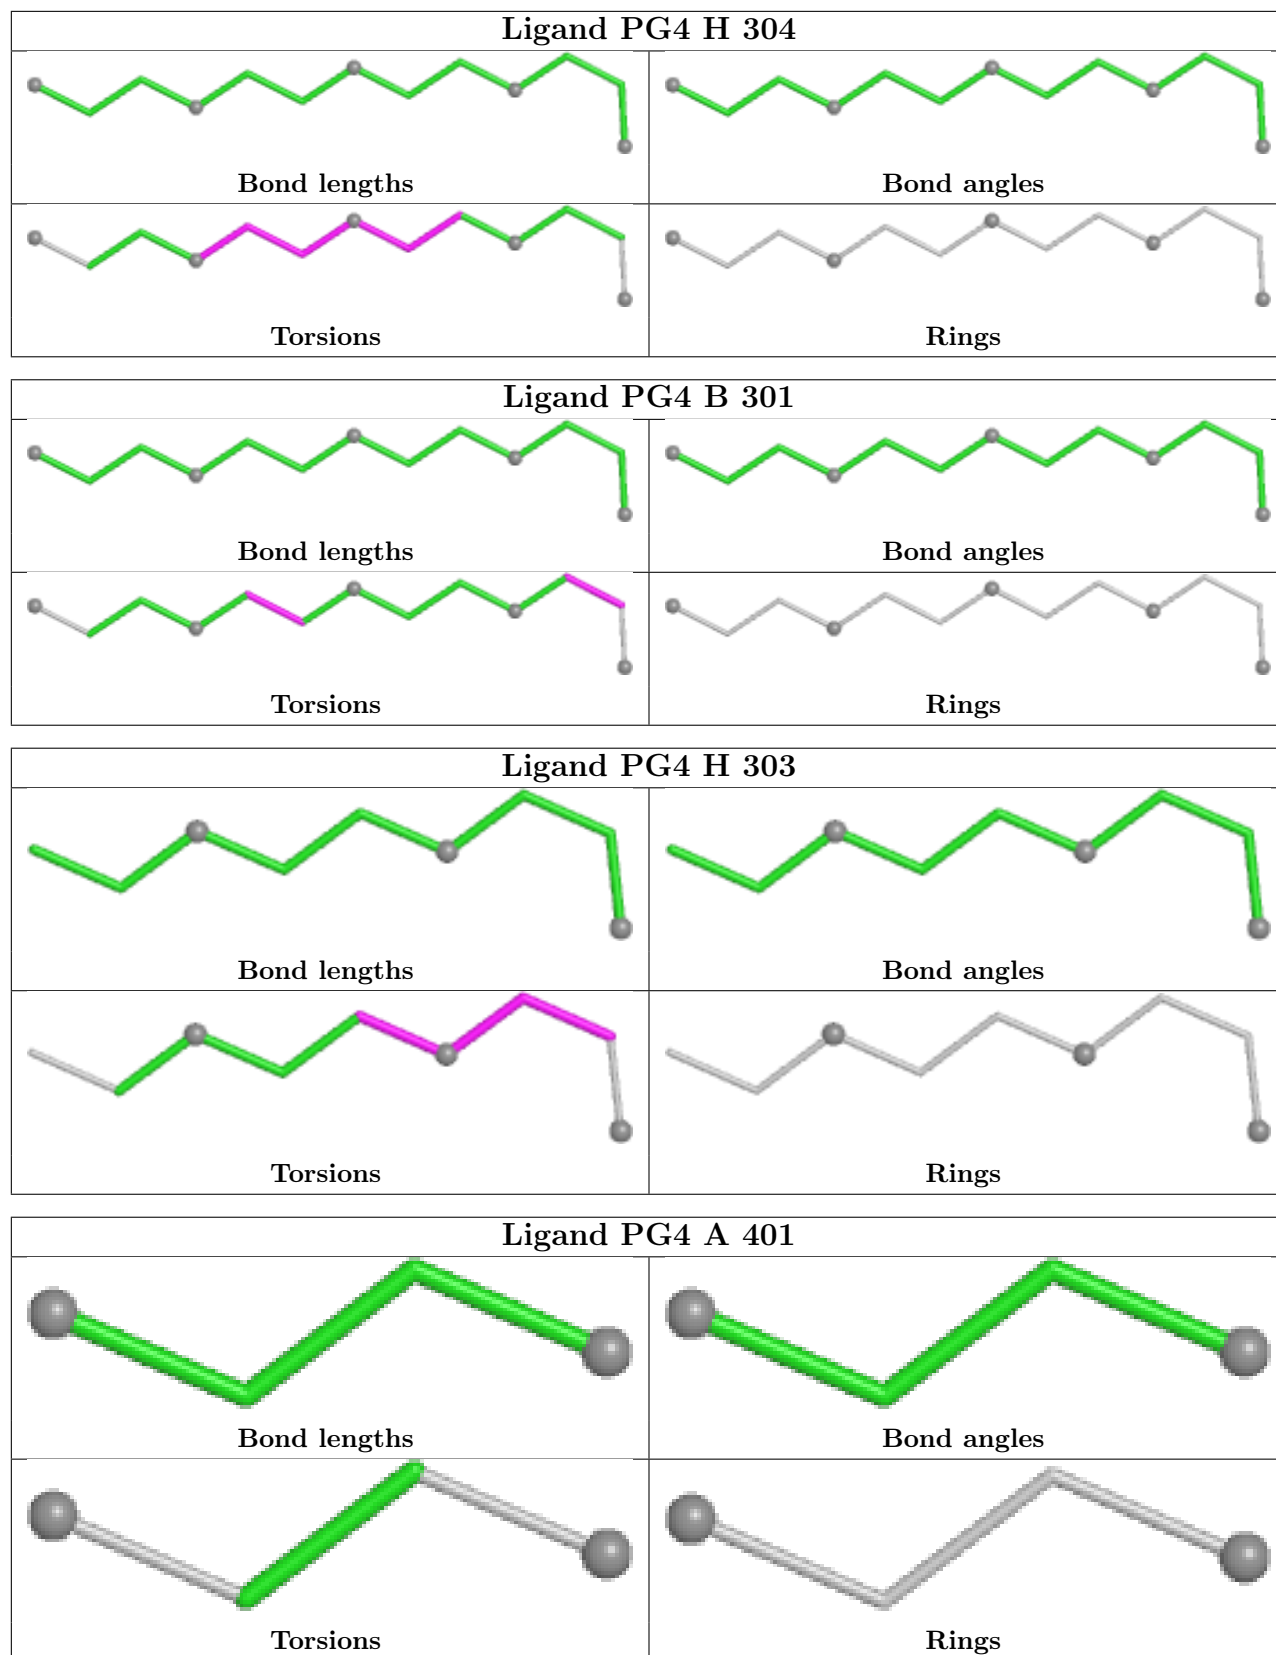 Ligand PG4 H 304
Bond lengths
Bond angles
Torsions
Rings
Ligand PG4 B 301
Bond lengths
Bond angles
Torsions
Rings
Ligand PG4 H 303
Bond lengths
Bond angles
Torsions
Rings
Ligand PG4 A 401
Bond lengths
Bond angles
Torsions
Rings